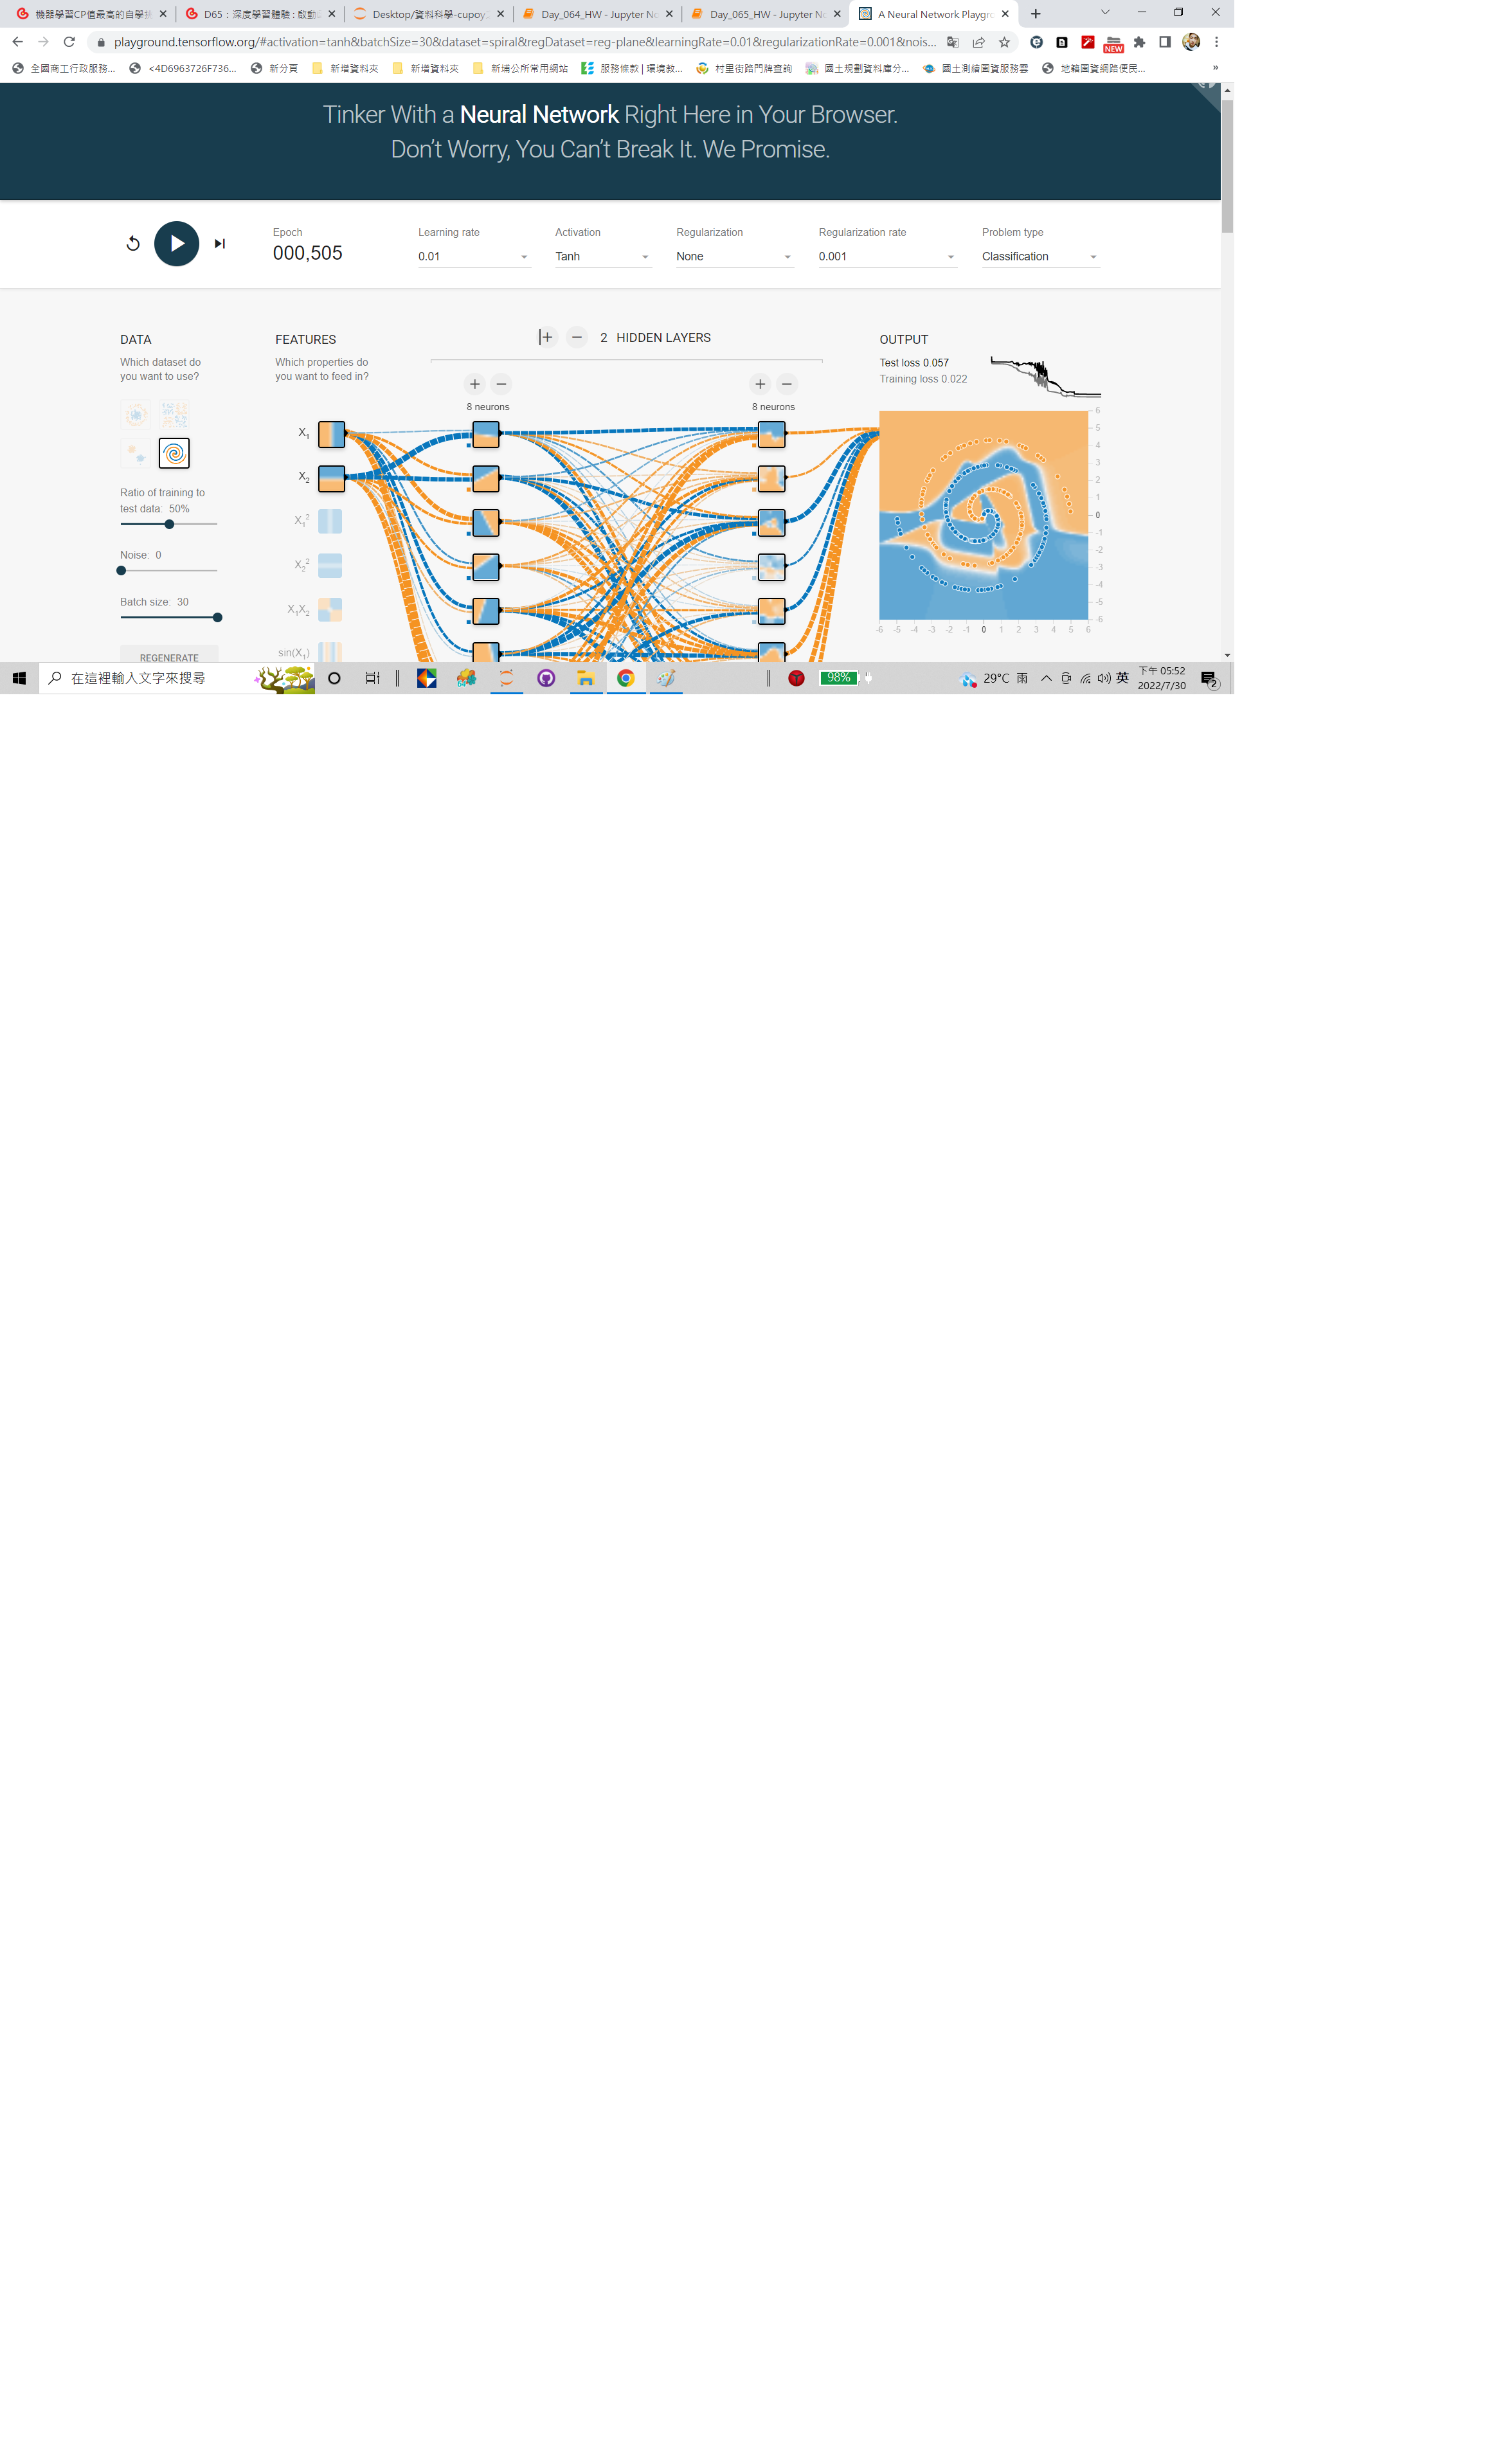 機器學習CP值最高的自學掛
D65：深度學習體驗 : 啟動
Desktop/資料科學-cupoy
Day_064_HW - Jupyter No
Day_065_HW - Jupyter No
A Neural Network Playgro
playground.tensorflow.org/#activation=tanh&batchSize=30&dataset=spiral&regDataset=reg-plane&learningRate=0.01&regularizationRate=0.001&nois...
NEW
全國商工行政服務...
<4D6963726F736...
新分頁
新增資料夾
新增資料夾
新埔公所常用網站
服務條款 | 環境教...
村里街路門牌查詢
國土規劃資料庫分...
國土測繪圖資服務雲
地籍圖資網路便民...
»
Tinker With a Neural Network Right Here in Your Browser.
Don’t Worry, You Can’t Break It. We Promise.
Epoch
000,505
Learning rate
0.01
Activation
Tanh
Regularization
None
Regularization rate
0.001
Problem type
Classification
DATA
Which dataset do
you want to use?
Ratio of training to
test data: 50%
Noise: 0
Batch size: 30
REGENERATE
FEATURES
Which properties do
you want to feed in?
X₁
X₂
X₁²
X₂²
X₁X₂
sin(X₁)
+ − 2 HIDDEN LAYERS
+ −
8 neurons
+ −
8 neurons
OUTPUT
Test loss 0.057
Training loss 0.022
6
5
4
3
2
1
0
-1
-2
-3
-4
-5
-6
-6 -5 -4 -3 -2 -1 0 1 2 3 4 5 6
在這裡輸入文字來搜尋
98%
29°C 雨
英
下午 05:52
2022/7/30
2